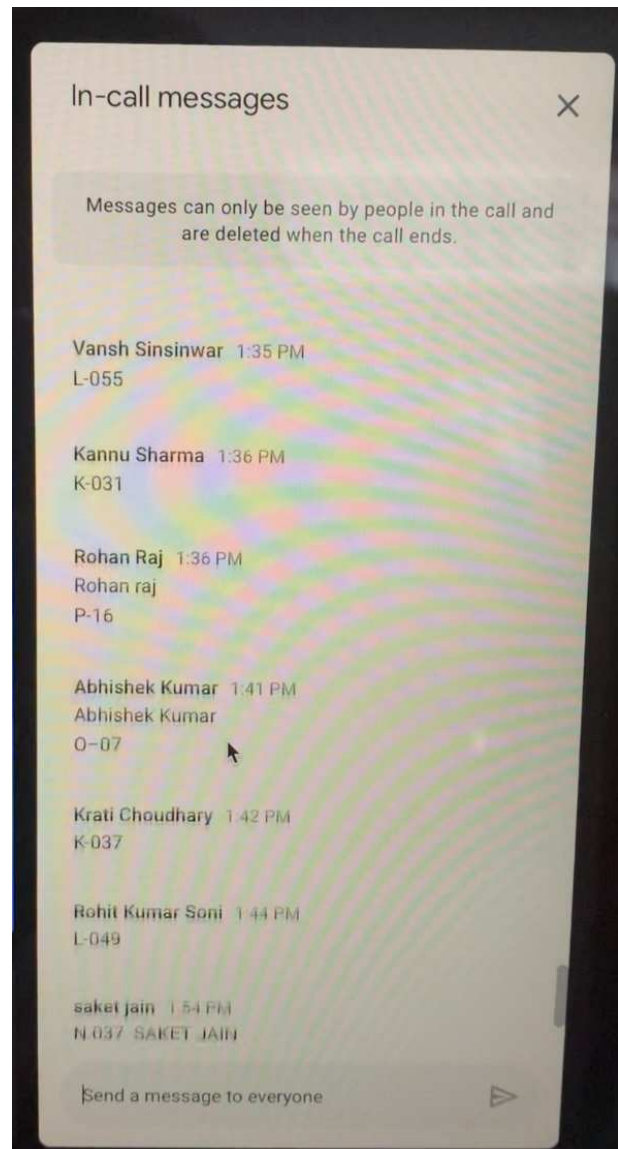 In-call messages
Messages can only be seen by people in the call and
are deleted when the call ends.
Vansh Sinsinwar 1:35 PM
L-055
Kannu Sharma 1:36 PM
K-031
Rohan Raj 1:36 PM
Rohan raj
P-16
Abhishek Kumar 1:41 PM
Abhishek Kumar
O-07
Krati Choudhary 1:42 PM
K-037
Rohit Kumar Soni 1:44 PM
L-049
saket jain 1:54 PM
N 037 SAKET JAIN
Send a message to everyone